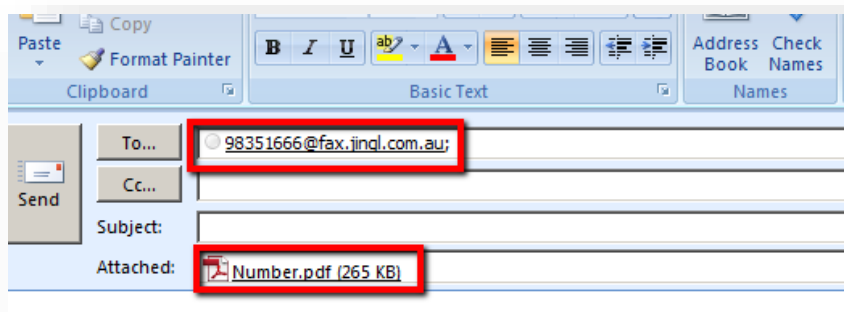 Copy
Paste
Format Painter
Clipboard
B I U ab A
Basic Text
Address Book
Check Names
Names
Send
To...
98351666@fax.jingl.com.au;
Cc...
Subject:
Attached:
Number.pdf (265 KB)